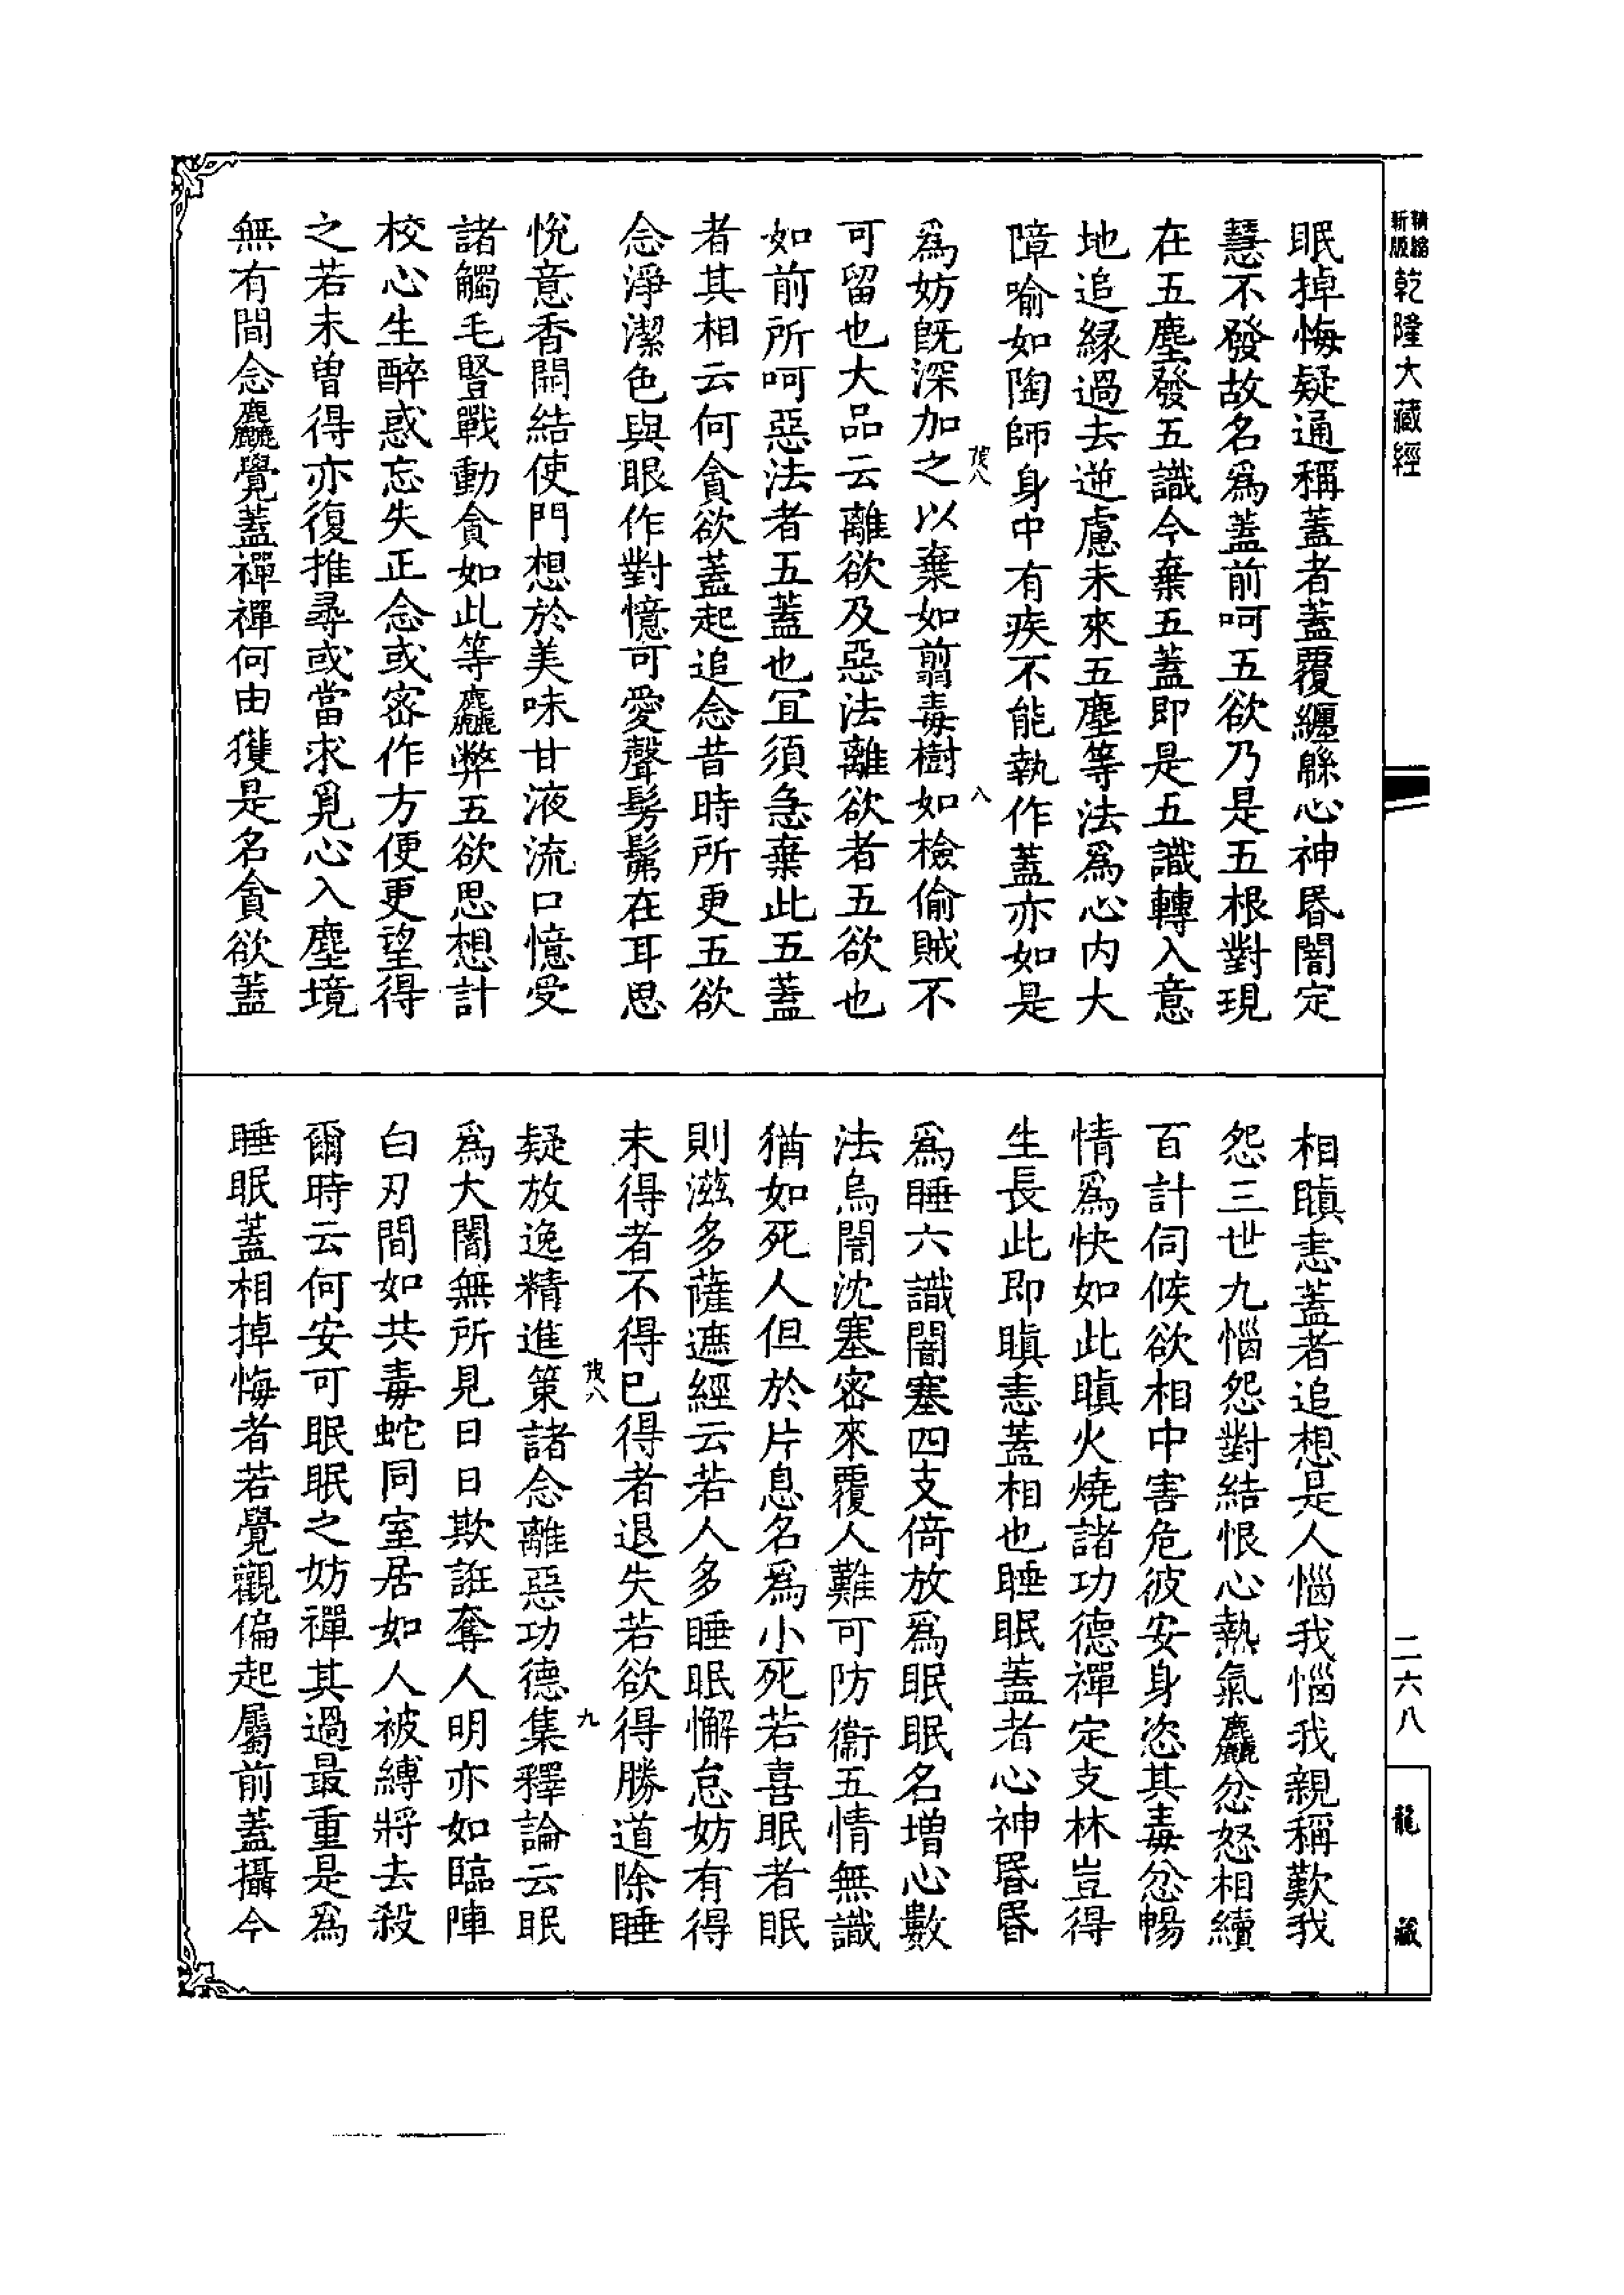 精縮
新版
乾隆大藏經
眠掉悔疑通稱蓋者蓋覆纏緜心神昬闇定
慧不發故名爲蓋前呵五欲乃是五根對現
在五塵發五識今棄五蓋即是五識轉入意
地追緣過去逆慮未來五塵等法爲心内大
障喻如陶師身中有疾不能執作蓋亦如是
茂八
八
爲妨旣深加之以棄如翦毒樹如檢偷賊不
可留也大品云離欲及惡法離欲者五欲也
如前所呵惡法者五蓋也宜須急棄此五蓋
者其相云何貪欲蓋起追念昔時所更五欲
念淨潔色與眼作對憶可愛聲髣髴在耳思
悅意香開結使門想於美味甘液流口憶受
諸觸毛豎戰動貪如此等麤弊五欲思想計
校心生醉惑忘失正念或密作方便更望得
之若未曾得亦復推尋或當求覓心入塵境
無有間念麤覺蓋禪禪何由獲是名貪欲蓋
相瞋恚蓋者追想是人惱我惱我親稱歎我
怨三世九惱怨對結恨心熱氣麤忿怒相續
百計伺候欲相中害危彼安身恣其毒忿暢
情爲快如此瞋火燒諸功德禪定支林豈得
生長此即瞋恚蓋相也睡眠蓋者心神昬昬
爲睡六識闇塞四支倚放爲眠眠名增心數
法烏闇沈塞密來覆人難可防衞五情無識
猶如死人但於片息名爲小死若喜眠者眠
則滋多薩遮經云若人多睡眠懈怠妨有得
未得者不得已得者退失若欲得勝道除睡
茂八
九
疑放逸精進策諸念離惡功德集釋論云眠
爲大闇無所見日日欺誑奪人明亦如臨陣
白刃間如共毒蛇同室居如人被縛將去殺
爾時云何安可眠眠之妨禪其過最重是爲
睡眠蓋相掉悔者若覺觀偏起屬前蓋攝今
二六八
龍藏